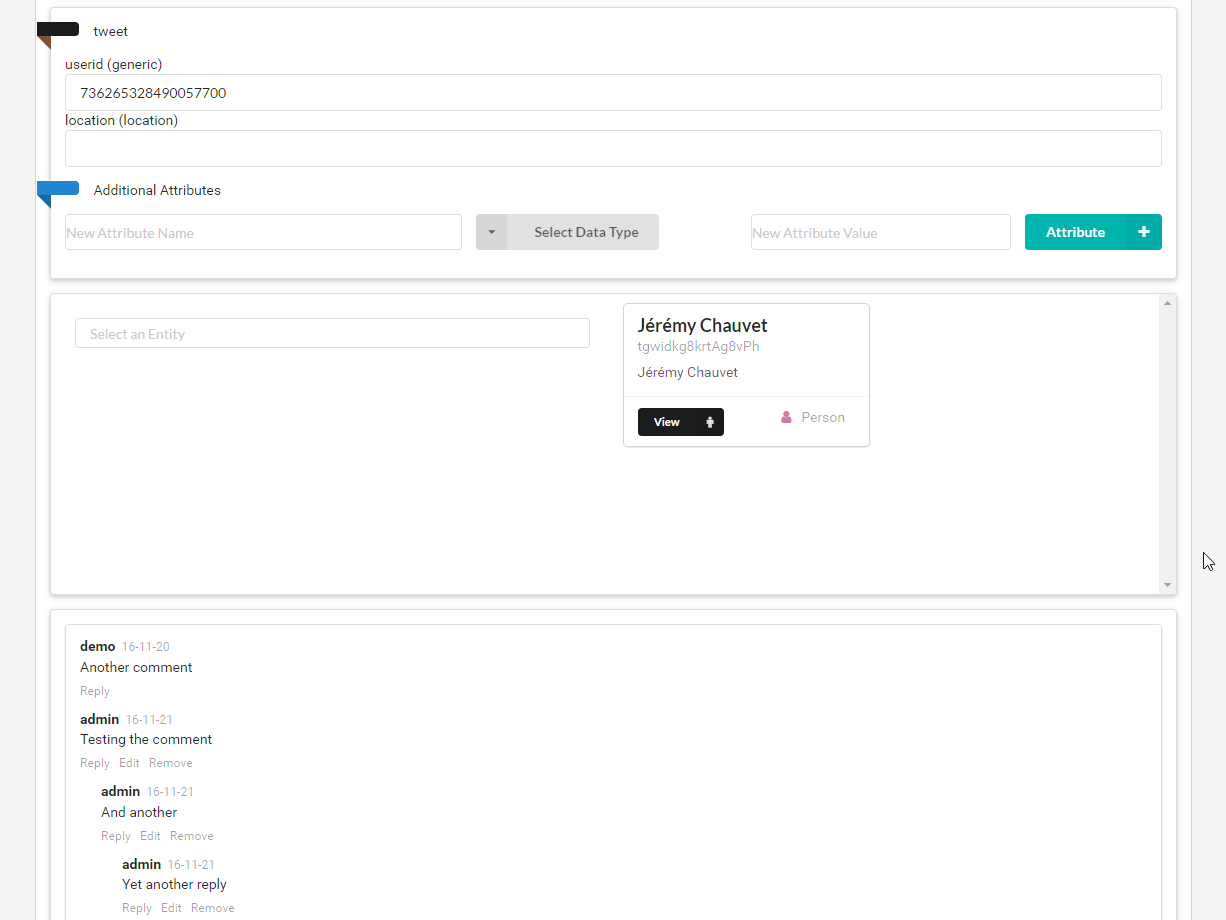 tweet
userid (generic)
736265328490057700
location (location)
Additional Attributes
New Attribute Name
Select Data Type
New Attribute Value
Attribute
Select an Entity
Jérémy Chauvet
tgwidkg8krtAg8vPh
Jérémy Chauvet
View
Person
demo 16-11-20
Another comment
Reply
admin 16-11-21
Testing the comment
Reply Edit Remove
admin 16-11-21
And another
Reply Edit Remove
admin 16-11-21
Yet another reply
Reply Edit Remove